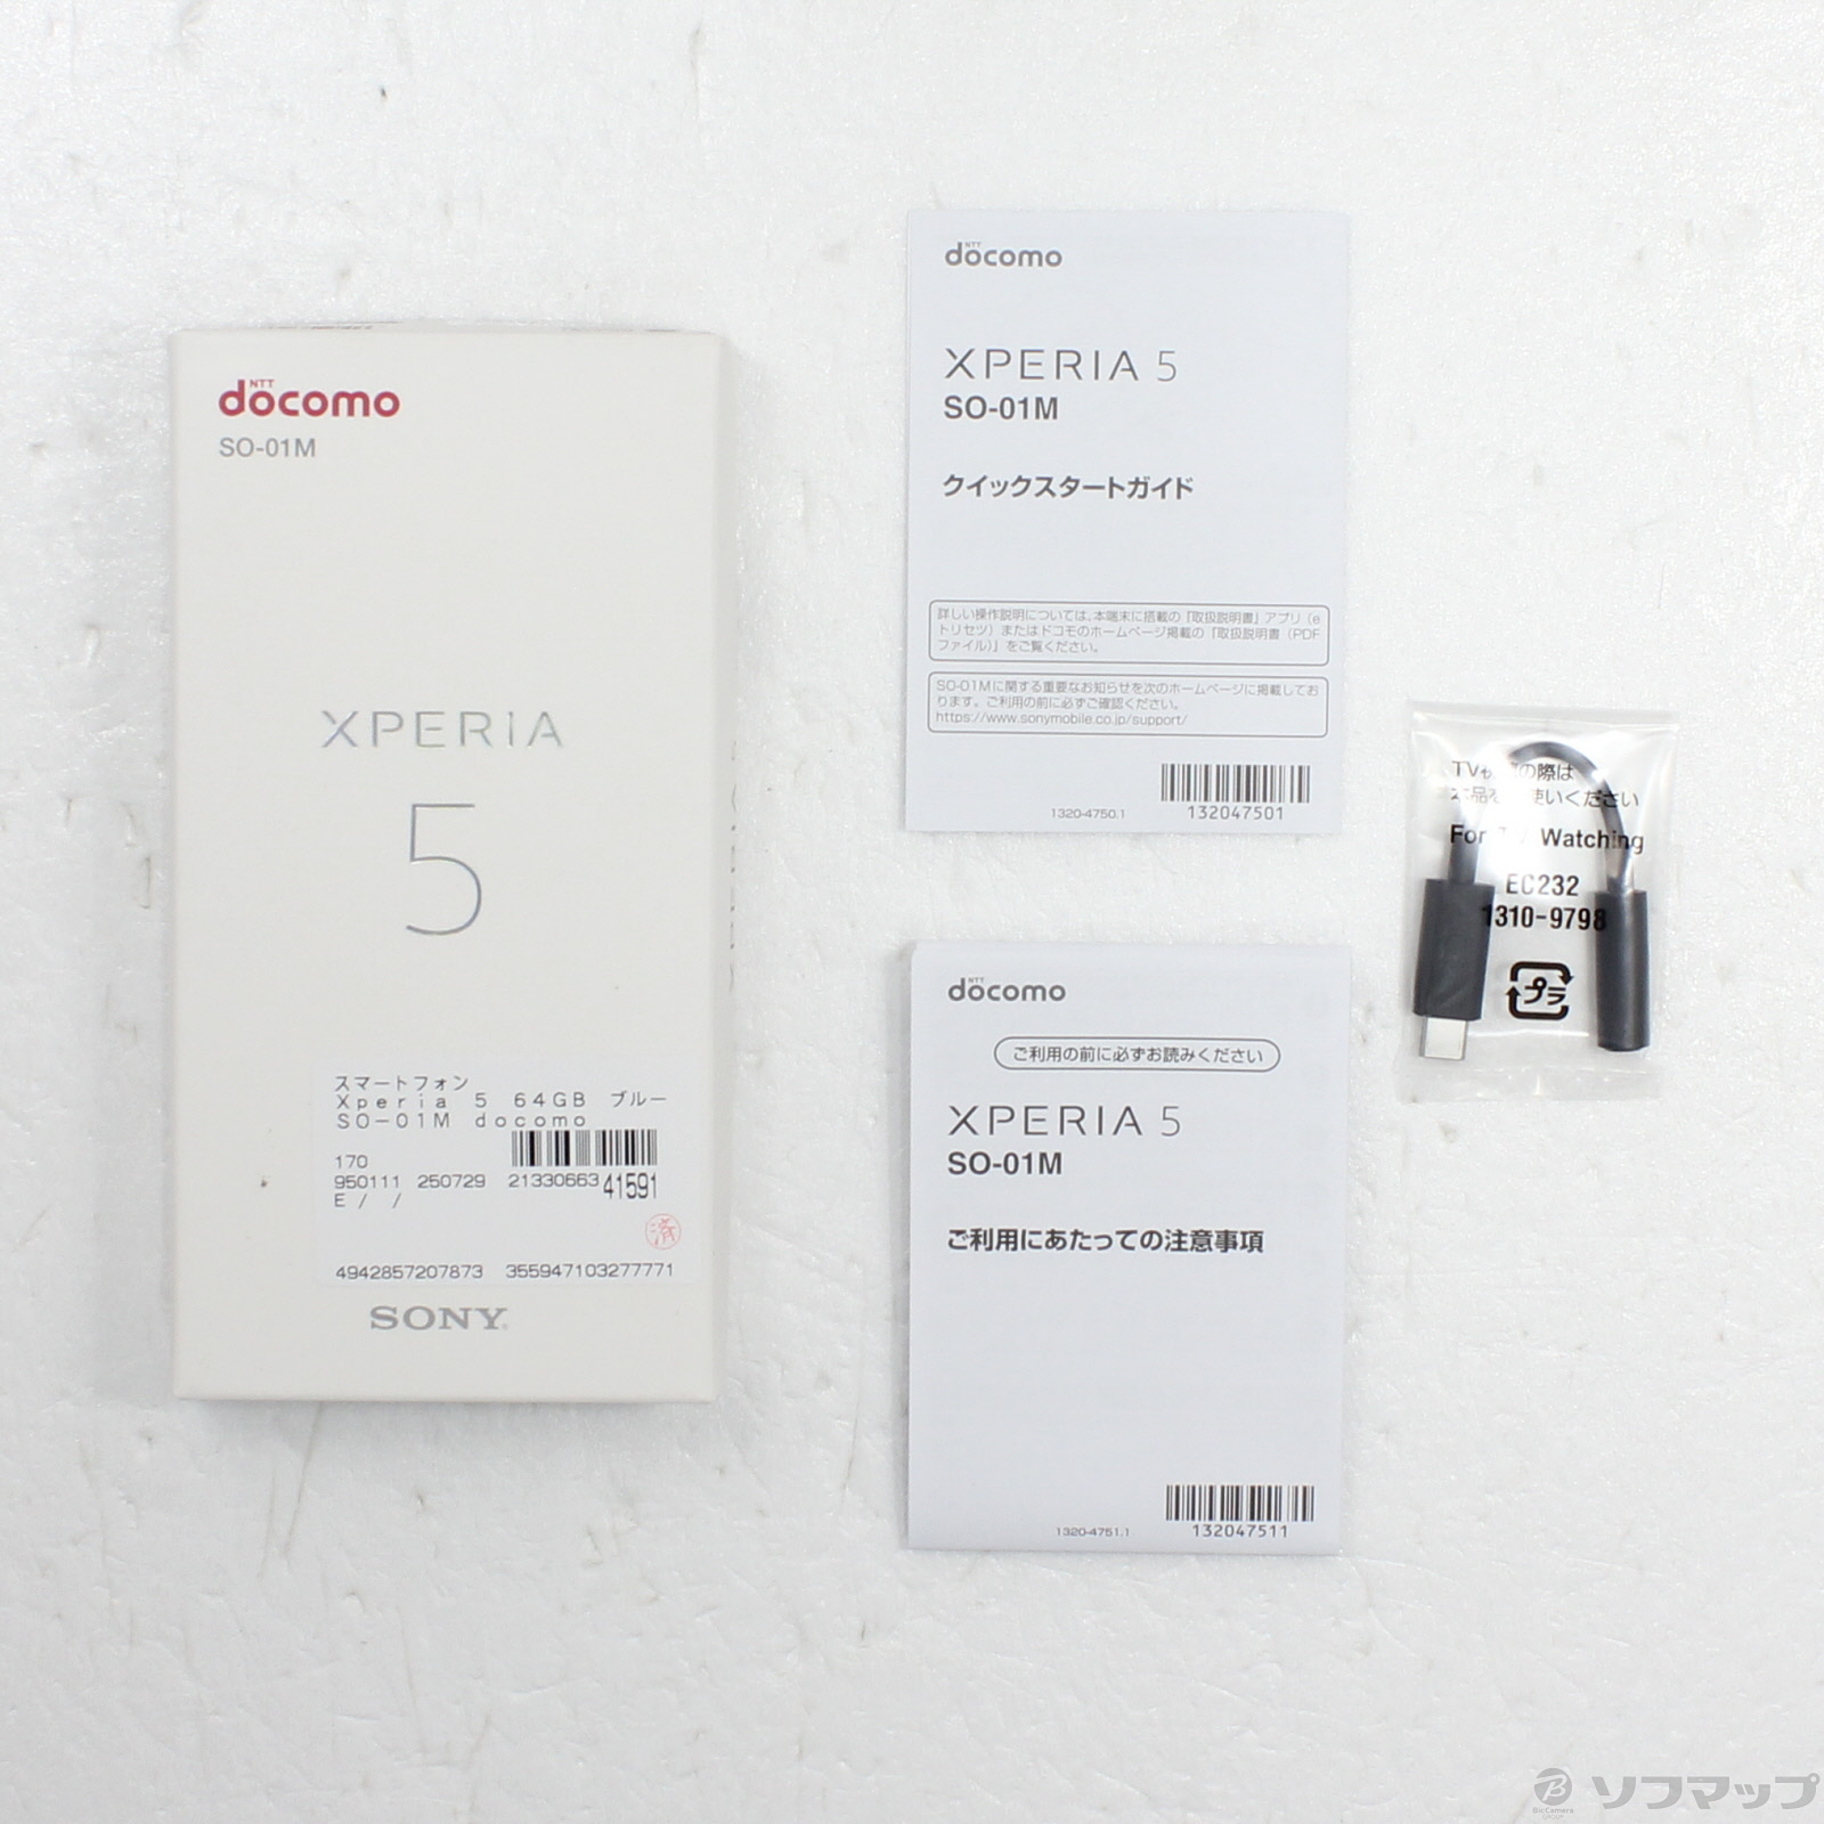 NTT
docomo
SO-01M
XPERIA
5
スマートフォン
Xperia 5 64GB ブルー
SO-01M docomo
170
950111 250729 21330663 41591
E / /
済
4942857207873 355947103277771
SONY
NTT
docomo
XPERIA 5
SO-01M
クイックスタートガイド
詳しい操作説明については、本端末に搭載の「取扱説明書」アプリ(e
トリセツ)またはドコモのホームページ掲載の「取扱説明書(PDF
ファイル)」をご覧ください。
SO-01Mに関する重要なお知らせを次のホームページに掲載してお
ります。ご利用の前に必ずご確認ください。
https://www.sonymobile.co.jp/support/
1320-4750.1
132047501
NTT
docomo
ご利用の前に必ずお読みください
XPERIA 5
SO-01M
ご利用にあたっての注意事項
1320-4751.1
132047511
の際は
使いください
Watching
EC232
1310-9798
プラ
BicCamera
GROUP
ソフマップ